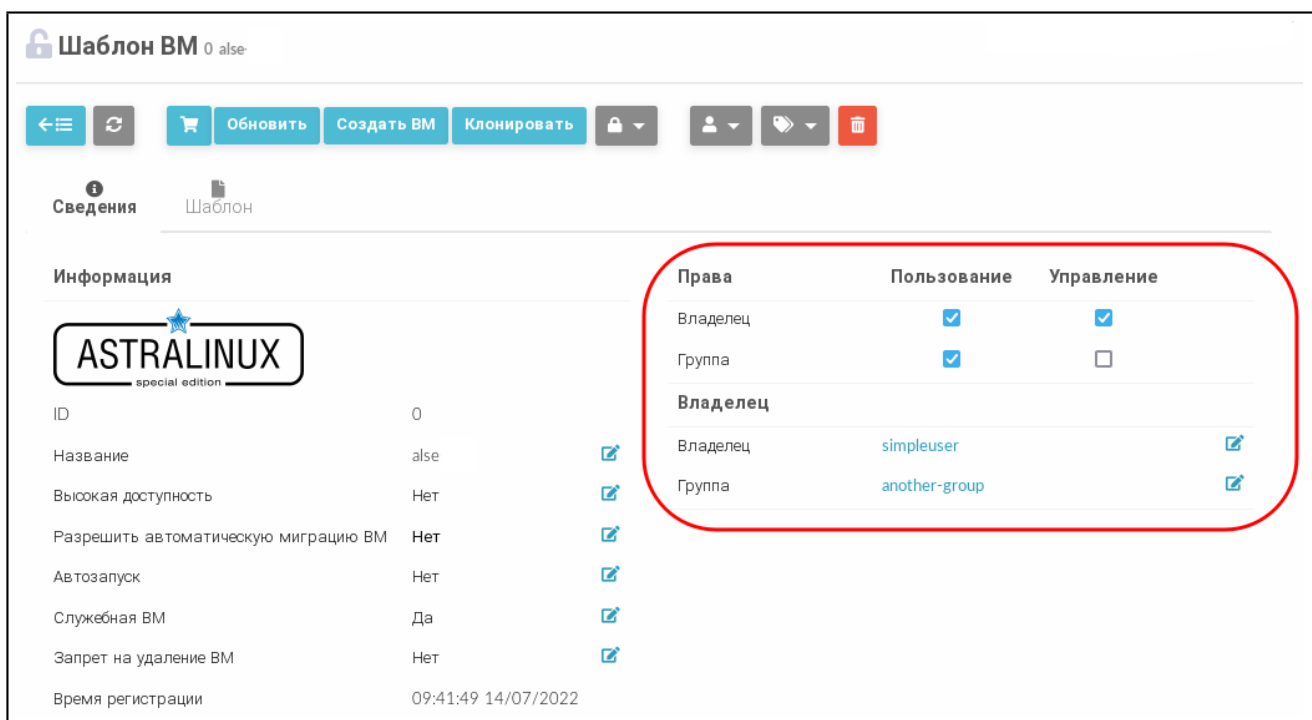 Шаблон ВМ 0 alse-
Обновить Создать ВМ Клонировать
Сведения Шаблон
Информация
ASTRALINUX
special edition
ID 0
Название alse
Высокая доступность Нет
Разрешить автоматическую миграцию ВМ Нет
Автозапуск Нет
Служебная ВМ Да
Запрет на удаление ВМ Нет
Время регистрации 09:41:49 14/07/2022
Права Пользование Управление
Владелец
Группа
Владелец
Владелец simpleuser
Группа another-group